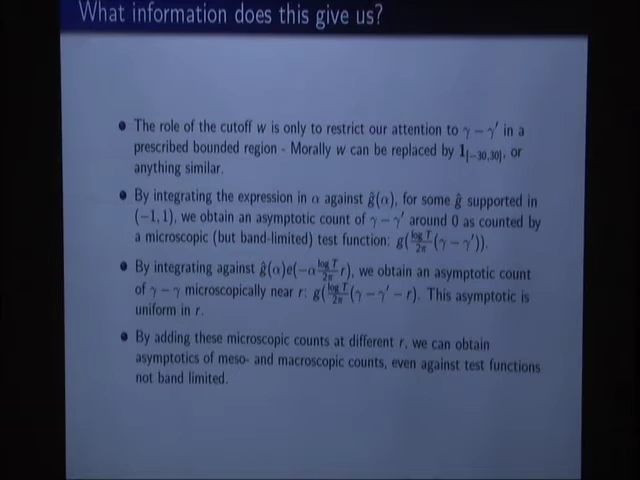 What information does this give us?
• The role of the cutoff w is only to restrict our attention to γ − γ′ in a
prescribed bounded region - Morally w can be replaced by 1_{[−30,30]}, or
anything similar.
• By integrating the expression in α against ĝ(α), for some ĝ supported in
(−1, 1), we obtain an asymptotic count of γ − γ′ around 0 as counted by
a microscopic (but band-limited) test function: g(\frac{log T}{2π}(γ − γ′)).
• By integrating against ĝ(α)e(−α\frac{log T}{2π}r), we obtain an asymptotic count
of γ − γ microscopically near r: g(\frac{log T}{2π}(γ − γ′ − r). This asymptotic is
uniform in r.
• By adding these microscopic counts at different r, we can obtain
asymptotics of meso- and macroscopic counts, even against test functions
not band limited.